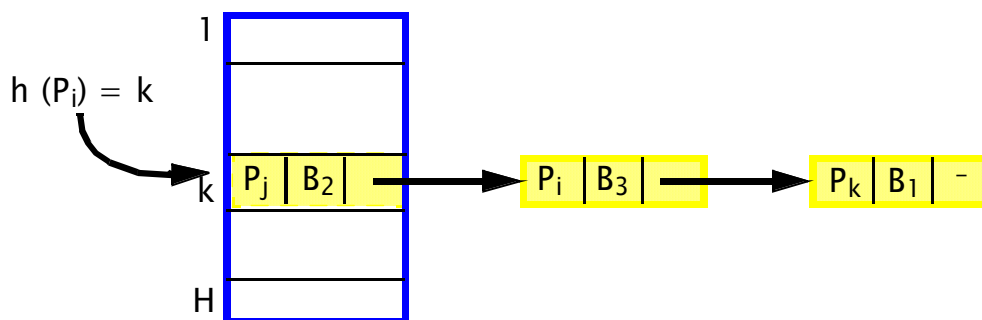 1
h (Pᵢ) = k
k
Pⱼ B₂ Pᵢ B₃ Pₖ B₁ -
H